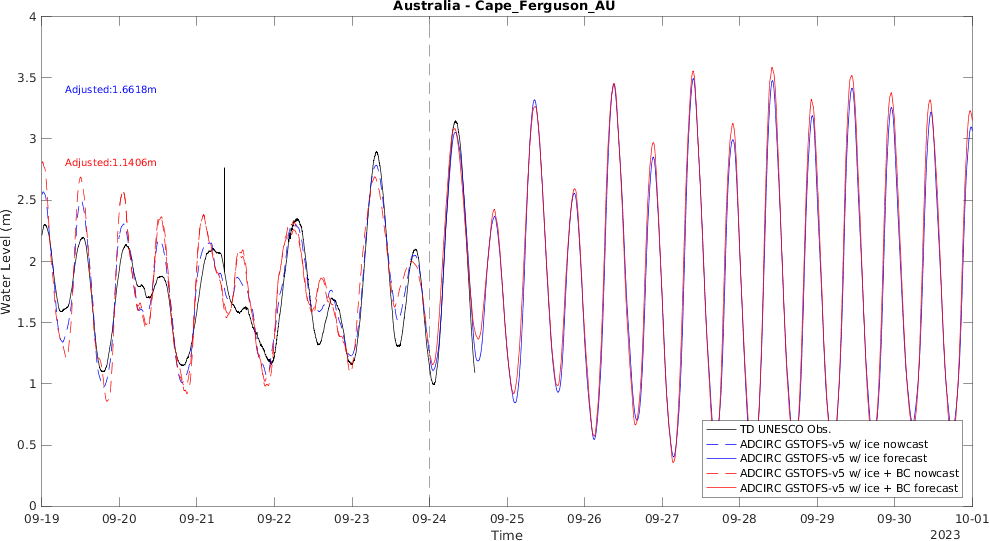 Australia - Cape_Ferguson_AU
4
3.5
3
2.5
2
1.5
1
0.5
0
Water Level (m)
Adjusted:1.6618m
Adjusted:1.1406m
TD UNESCO Obs.
ADCIRC GSTOFS-v5 w/ ice nowcast
ADCIRC GSTOFS-v5 w/ ice forecast
ADCIRC GSTOFS-v5 w/ ice + BC nowcast
ADCIRC GSTOFS-v5 w/ ice + BC forecast
09-19 09-20 09-21 09-22 09-23 09-24 09-25 09-26 09-27 09-28 09-29 09-30 10-01
Time
2023